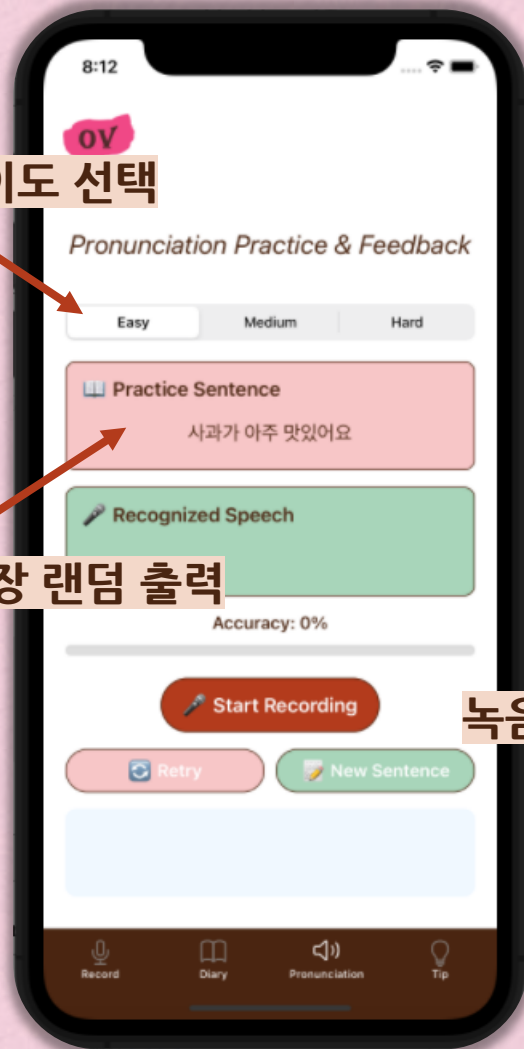 8:12
ov
이도 선택
Pronunciation Practice & Feedback
Easy Medium Hard
Practice Sentence
사과가 아주 맛있어요
Recognized Speech
장 랜덤 출력
Accuracy: 0%
Start Recording
녹음
Retry New Sentence
Record Diary Pronunciation Tip